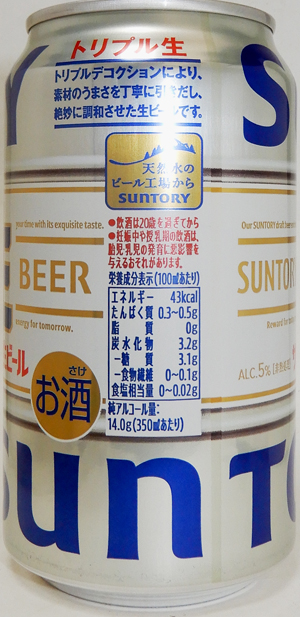 トリプル生
トリプルデコクションにより、
素材のうまさを丁寧に引き出し、
絶妙に調和させた生ビールです。
天然水の
ビール工場から
SUNTORY
●飲酒は20歳を過ぎてから
●妊娠中や授乳期の飲酒は、
胎児・乳児の発育に悪影響を
与えるおそれがあります。
栄養成分表示(100mlあたり)
エネルギー 43kcal
たんぱく質 0.3~0.5g
脂質 0g
炭水化物 3.2g
-糖質 3.1g
-食物繊維 0~0.1g
食塩相当量 0~0.02g
純アルコール量:
14.0g(350mlあたり)
your time with its exquisite taste.
BEER
energy for tomorrow.
ビール
さけ
お酒
Our SUNTORY draft
SUNTORY
Reward for
ALC.5%
SUNTO